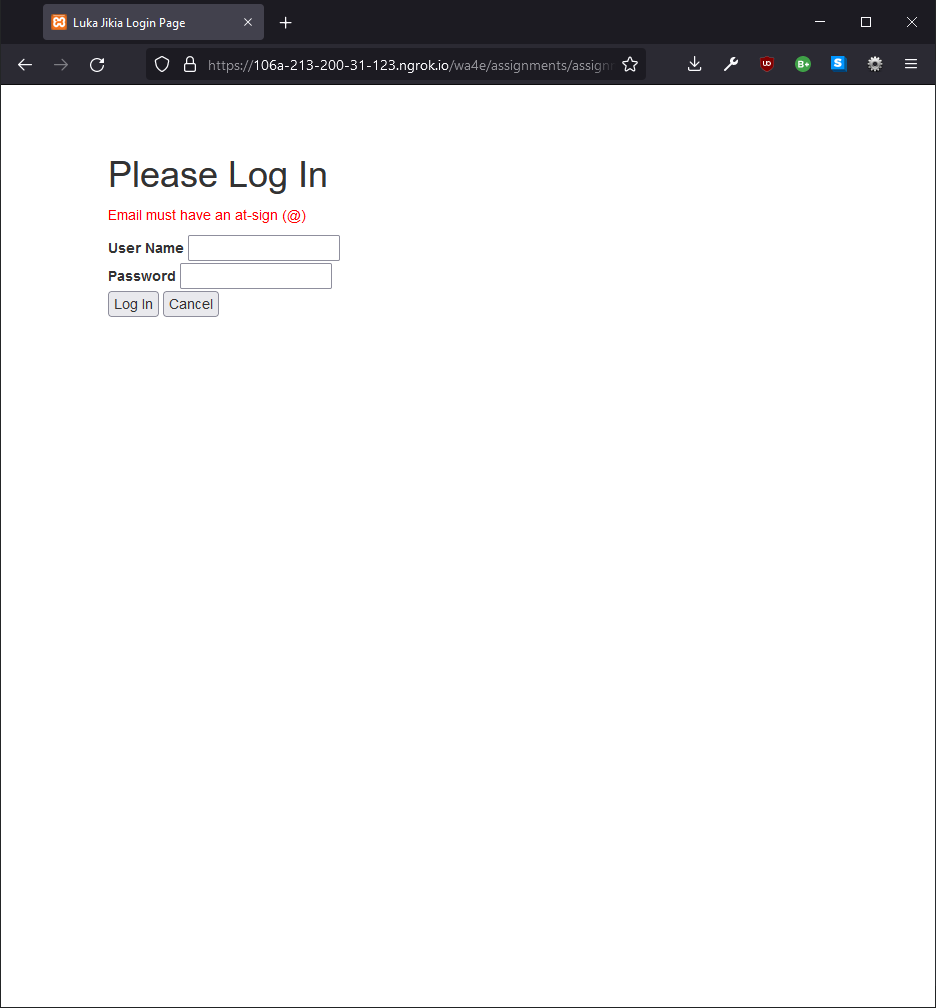 Luka Jikia Login Page
https://106a-213-200-31-123.ngrok.io/wa4e/assignments/assign
UD
B+
S
Please Log In
Email must have an at-sign (@)
User Name
Password
Log In Cancel